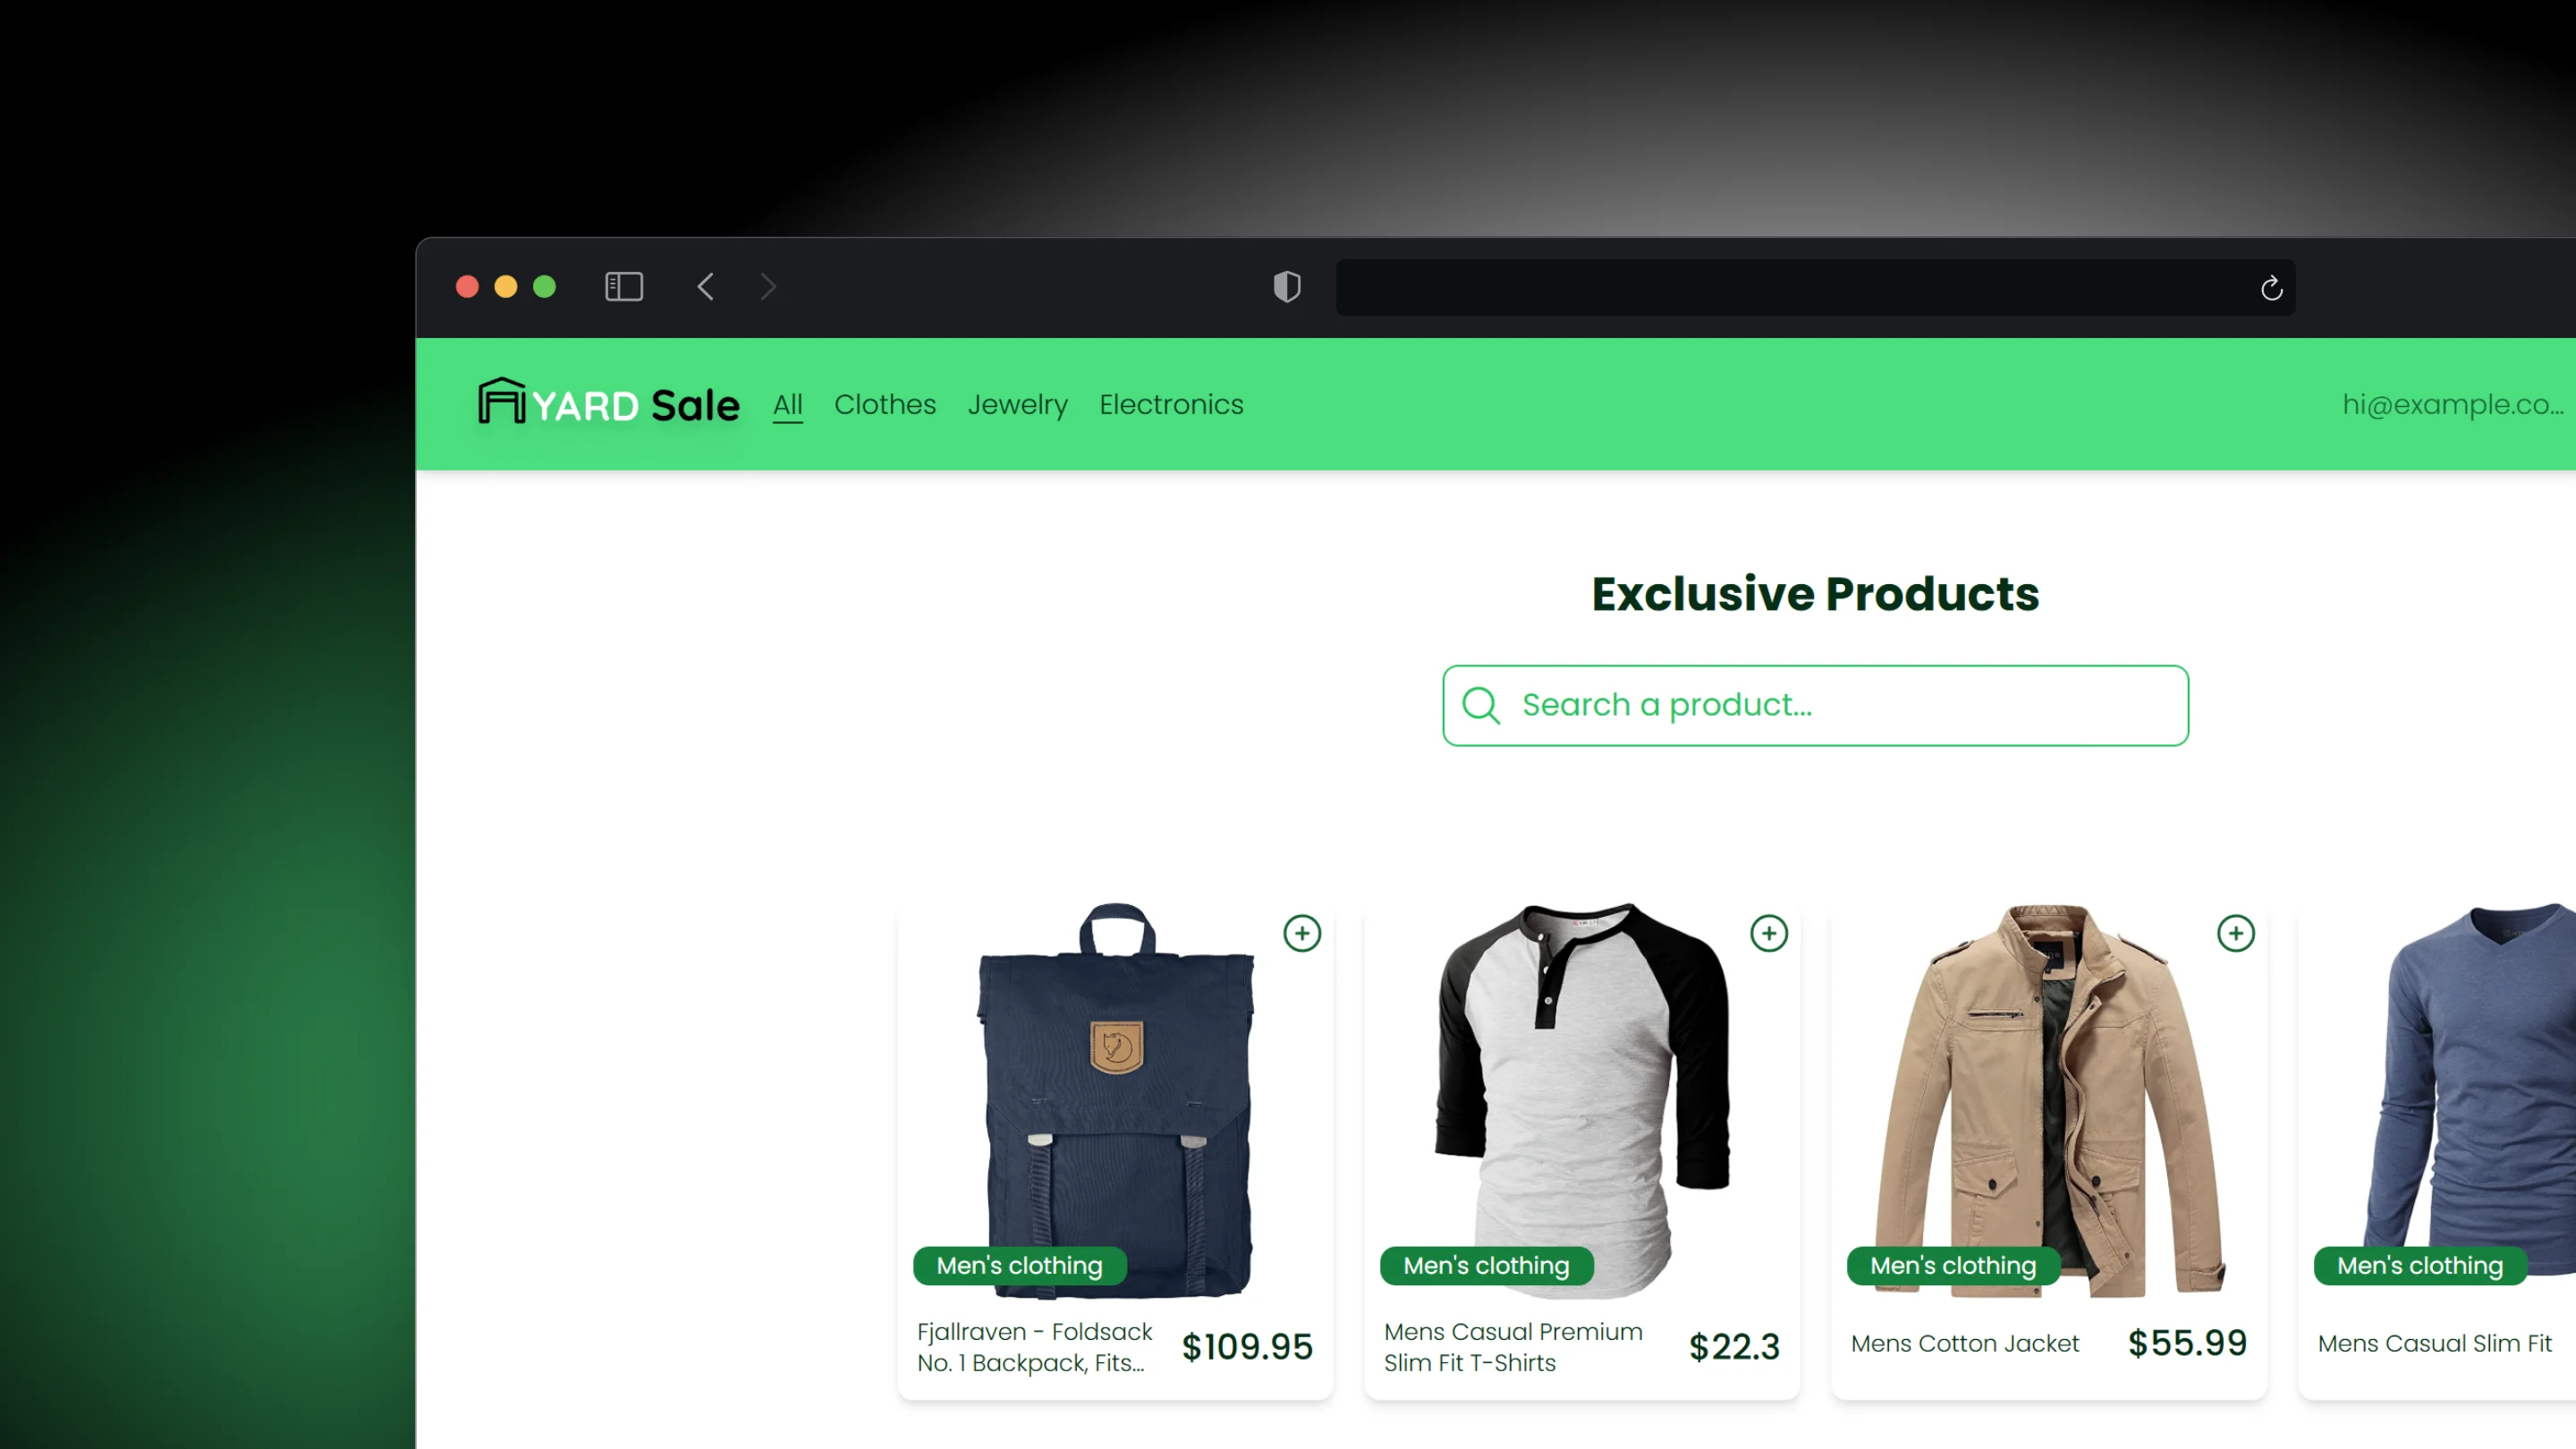 YARD Sale
All
Clothes
Jewelry
Electronics
hi@example.co...
Exclusive Products
Search a product...
Men's clothing
Fjallraven - Foldsack
No. 1 Backpack, Fits...
$109.95
Men's clothing
Mens Casual Premium
Slim Fit T-Shirts
$22.3
Men's clothing
Mens Cotton Jacket
$55.99
Men's clothing
Mens Casual Slim Fit